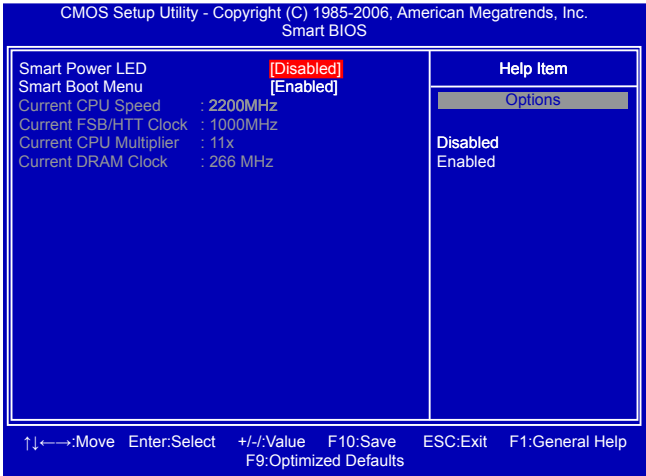 CMOS Setup Utility - Copyright (C) 1985-2006, American Megatrends, Inc.
Smart BIOS
Smart Power LED [Disabled]
Smart Boot Menu [Enabled]
Current CPU Speed : 2200MHz
Current FSB/HTT Clock : 1000MHz
Current CPU Multiplier : 11x
Current DRAM Clock : 266 MHz
Help Item
Options
Disabled
Enabled
↑↓←→:Move Enter:Select +/-/:Value F10:Save ESC:Exit F1:General Help
F9:Optimized Defaults